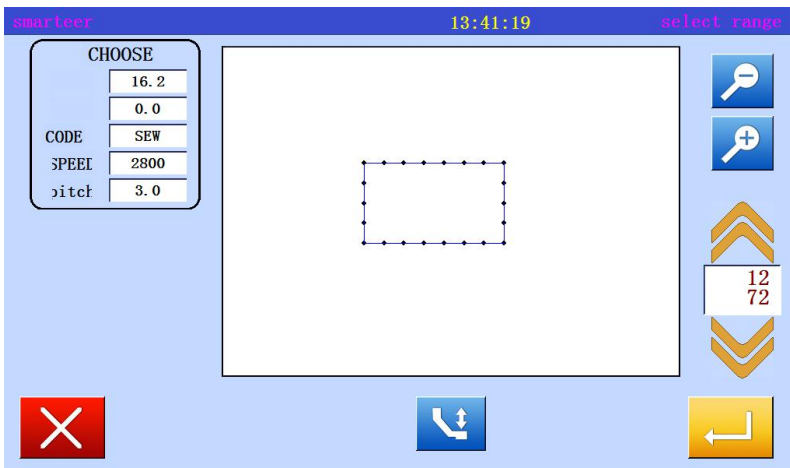 smarteer 13:41:19 select range
CHOOSE
16.2
0.0
CODE SEW
SPEED 2800
pitch 3.0
12
72